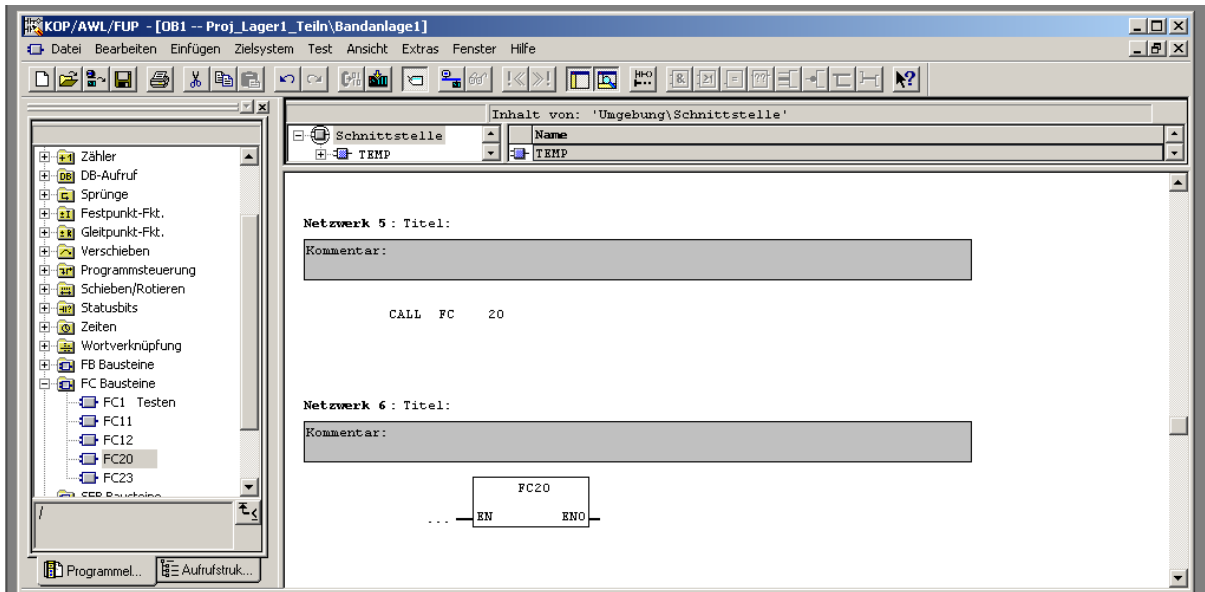 KOP/AWL/FUP - [OB1 -- Proj_Lager1_Teiln\Bandanlage1]
Datei Bearbeiten Einfügen Zielsystem Test Ansicht Extras Fenster Hilfe
Inhalt von: 'Umgebung\Schnittstelle'
Schnittstelle
TEMP
Name
TEMP
Zähler
DB-Aufruf
Sprünge
Festpunkt-Fkt.
Gleitpunkt-Fkt.
Verschieben
Programmsteuerung
Schieben/Rotieren
Statusbits
Zeiten
Wortverknüpfung
FB Bausteine
FC Bausteine
FC1 Testen
FC11
FC12
FC20
FC23
SFB Bausteine
/
Programmel...
Aufrufstruk...
Netzwerk 5 : Titel:
Kommentar:
CALL FC 20
Netzwerk 6 : Titel:
Kommentar:
FC20
... EN ENO